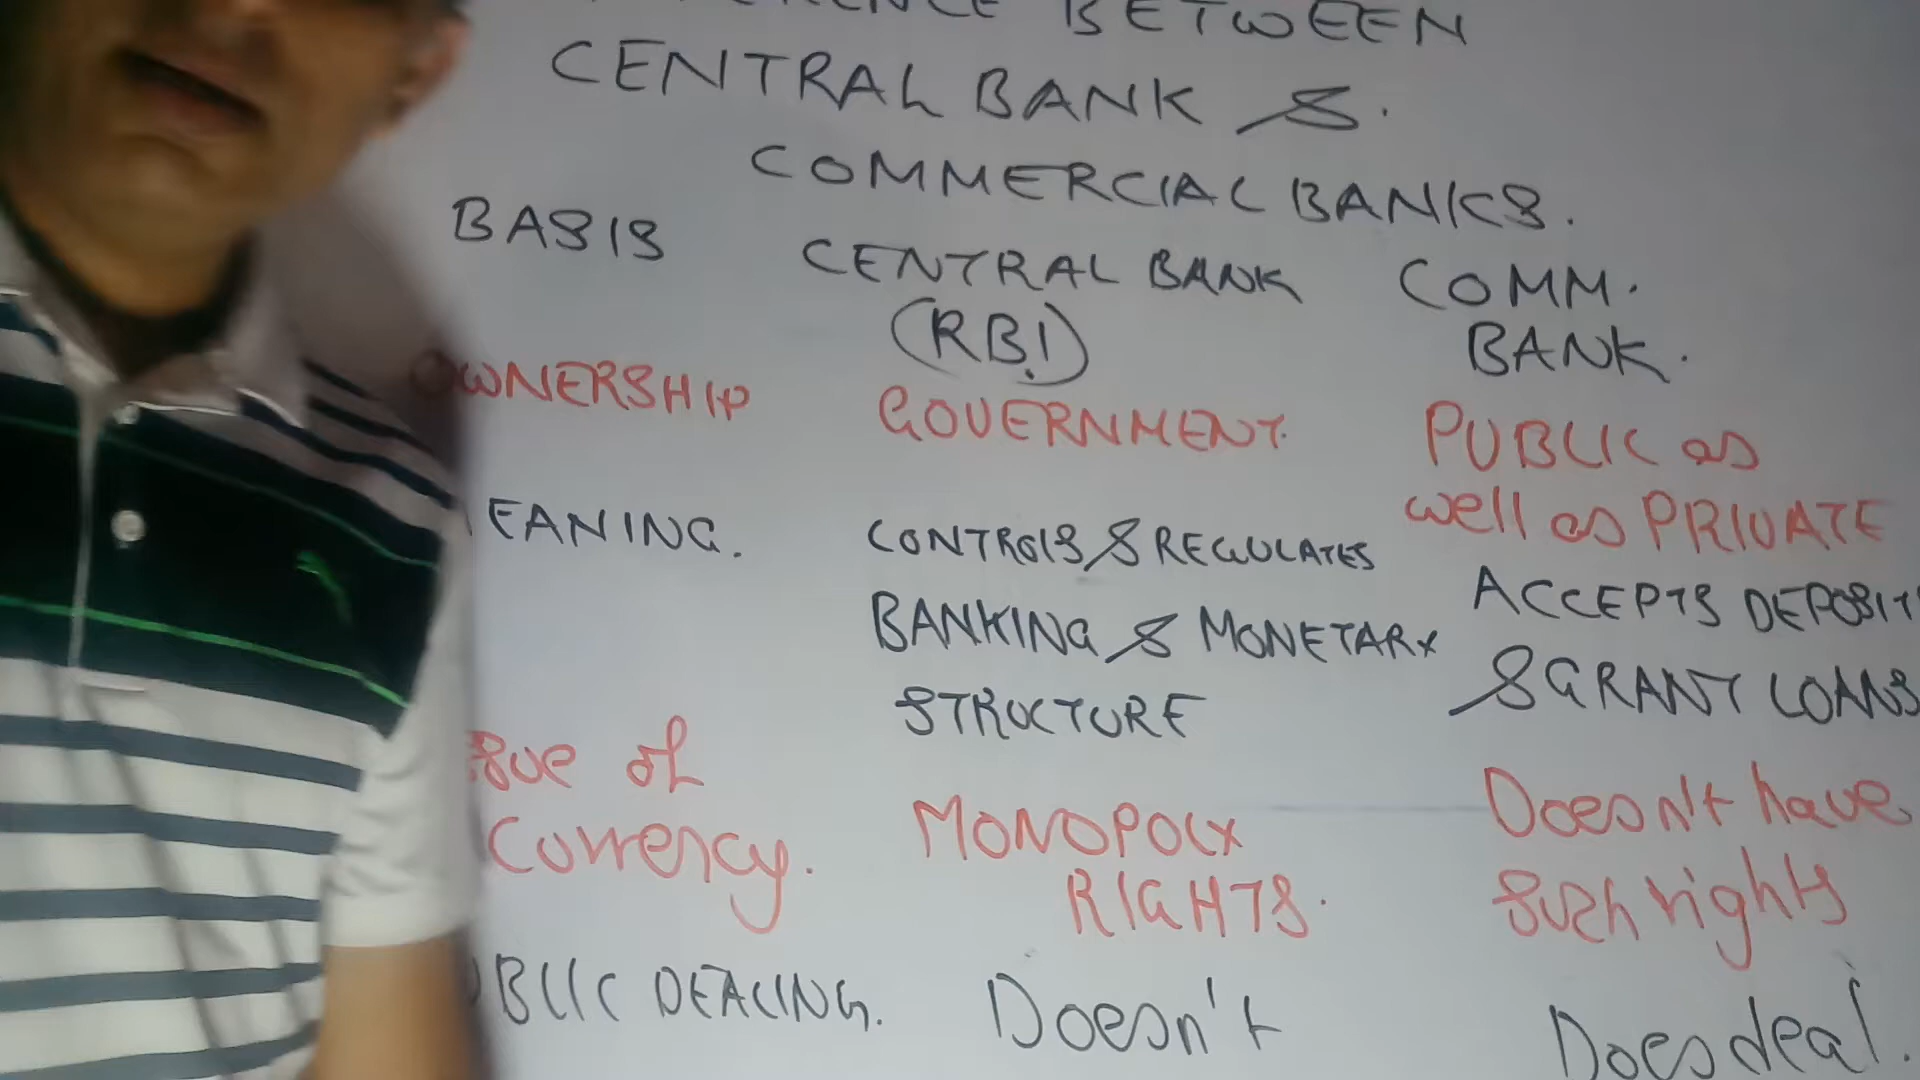 BETWEEN
CENTRAL BANK &.
COMMERCIAL BANKS.
BASIS CENTRAL BANK COMM.
(RBI) BANK.
OWNERSHIP GOVERNMENT. PUBLIC as
well as PRIVATE
EANING. CONTROLS & REGULATES ACCEPTS DEPOSIT
BANKING & MONETARY & GRANT LOANS
STRUCTURE
sue of MONOPOLY Doesn't have
Currency. RIGHTS. such rights
BLIC DEALING. Doesn't Does deal.